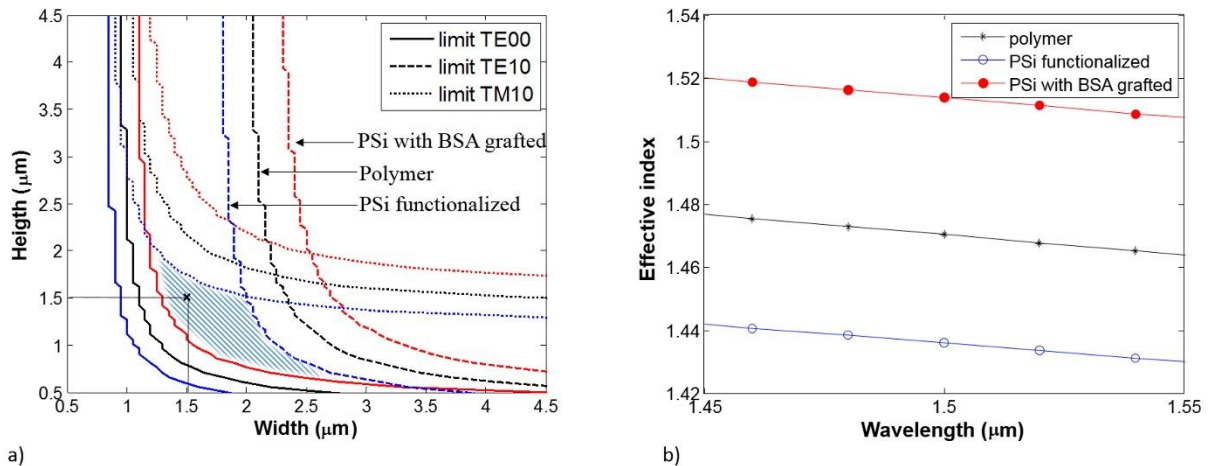 4.5
4
3.5
3
2.5
2
1.5
1
0.5
Heigth (μm)
limit TE00
limit TE10
limit TM10
PSi with BSA grafted
Polymer
PSi functionalized
×
0.5 1 1.5 2 2.5 3 3.5 4 4.5
Width (μm)
a)
1.54
1.52
1.5
1.48
1.46
1.44
1.42
Effective index
polymer
PSi functionalized
PSi with BSA grafted
1.45 1.5 1.55
Wavelength (μm)
b)